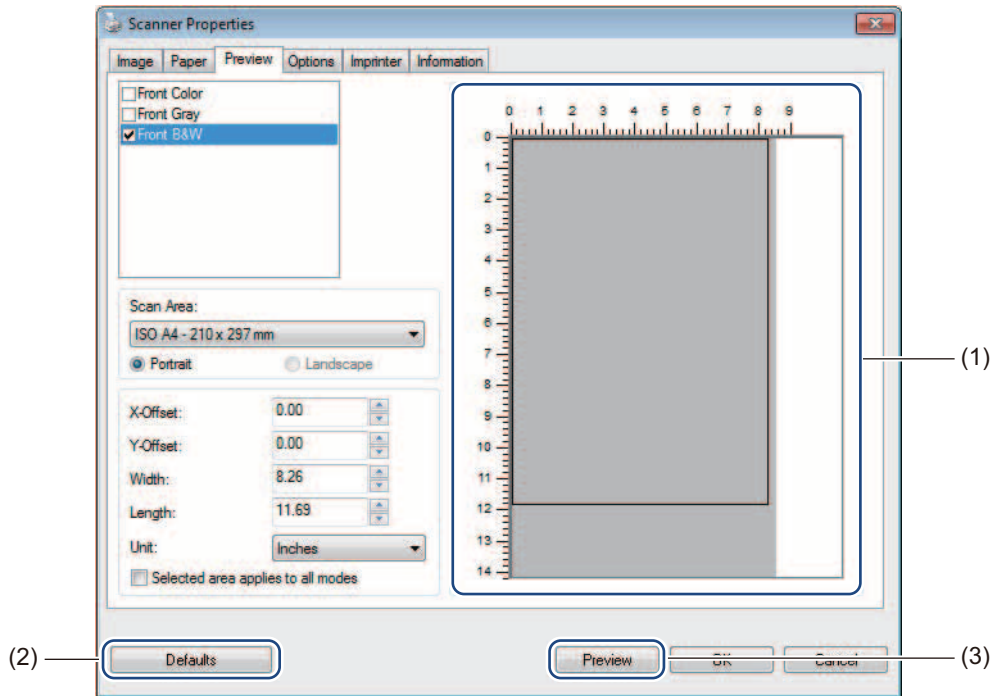 Scanner Properties
Image Paper Preview Options Imprinter Information
Front Color
Front Gray
Front B&W
0 1 2 3 4 5 6 7 8 9
0
1
2
3
4
5
6
7
8
9
10
11
12
13
14
(1)
Scan Area:
ISO A4 - 210 x 297 mm
Portrait Landscape
X-Offset: 0.00
Y-Offset: 0.00
Width: 8.26
Length: 11.69
Unit: Inches
Selected area applies to all modes
(2) Defaults Preview OK Cancel (3)